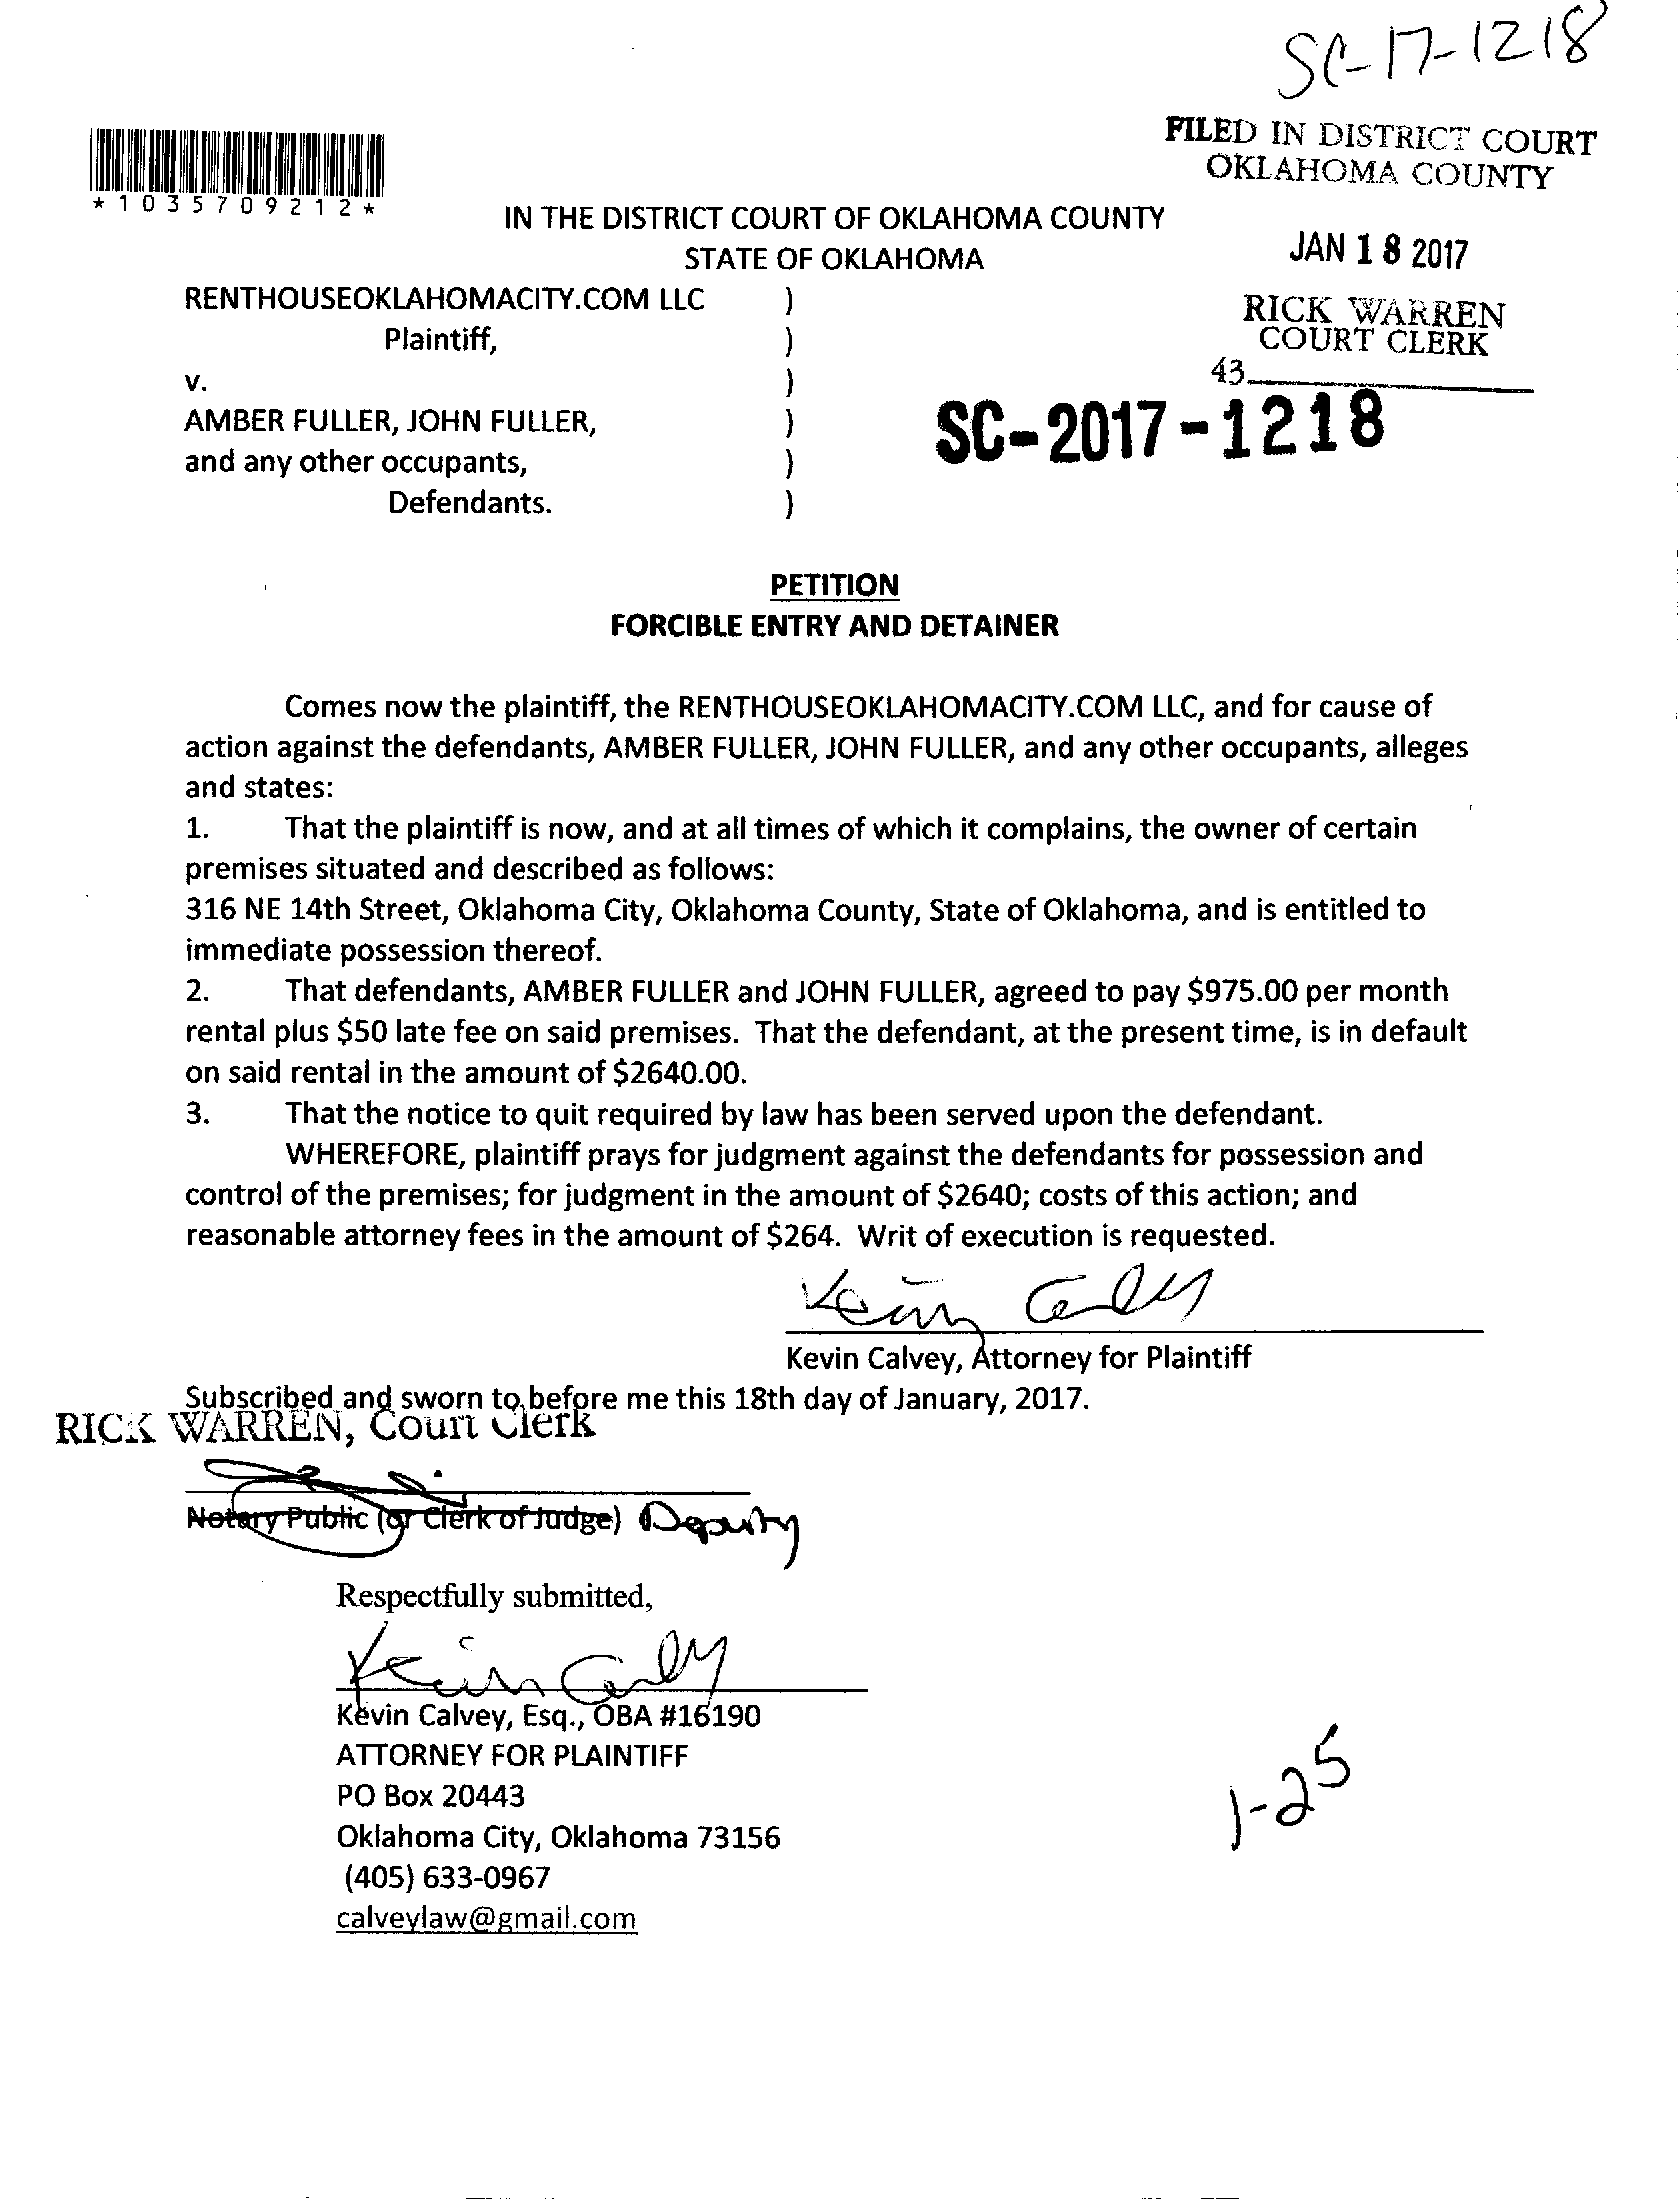 SC-17-1218
FILED IN DISTRICT COURT
OKLAHOMA COUNTY
*1035709212*
IN THE DISTRICT COURT OF OKLAHOMA COUNTY
STATE OF OKLAHOMA
JAN 18 2017
RENTHOUSEOKLAHOMACITY.COM LLC )
Plaintiff, )
RICK WARREN
COURT CLERK
43
v. )
AMBER FULLER, JOHN FULLER, )
SC-2017-1218
and any other occupants, )
Defendants. )
PETITION
FORCIBLE ENTRY AND DETAINER
Comes now the plaintiff, the RENTHOUSEOKLAHOMACITY.COM LLC, and for cause of
action against the defendants, AMBER FULLER, JOHN FULLER, and any other occupants, alleges
and states:
1. That the plaintiff is now, and at all times of which it complains, the owner of certain
premises situated and described as follows:
316 NE 14th Street, Oklahoma City, Oklahoma County, State of Oklahoma, and is entitled to
immediate possession thereof.
2. That defendants, AMBER FULLER and JOHN FULLER, agreed to pay $975.00 per month
rental plus $50 late fee on said premises. That the defendant, at the present time, is in default
on said rental in the amount of $2640.00.
3. That the notice to quit required by law has been served upon the defendant.
WHEREFORE, plaintiff prays for judgment against the defendants for possession and
control of the premises; for judgment in the amount of $2640; costs of this action; and
reasonable attorney fees in the amount of $264. Writ of execution is requested.
Kevin Calvey
Kevin Calvey, Attorney for Plaintiff
Subscribed and sworn to before me this 18th day of January, 2017.
RICK WARREN, Court Clerk
Notary Public (or Clerk of Judge) Deputy
Respectfully submitted,
Kevin Calvey
Kevin Calvey, Esq., OBA #16190
ATTORNEY FOR PLAINTIFF
PO Box 20443
Oklahoma City, Oklahoma 73156
(405) 633-0967
calveylaw@gmail.com
1-25